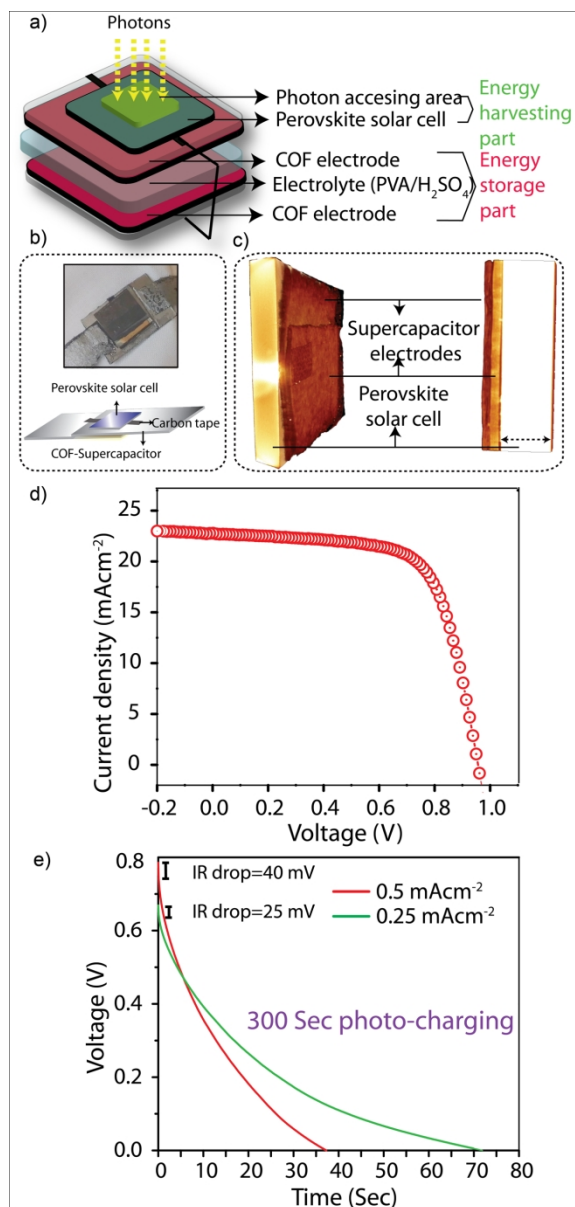 a)
Photons
Photon accesing area
Perovskite solar cell
Energy
harvesting
part
COF electrode
Electrolyte (PVA/H₂SO₄)
COF electrode
Energy
storage
part
b)
Perovskite solar cell
Carbon tape
COF-Supercapacitor
c)
Supercapacitor
electrodes
Perovskite
solar cell
d)
Current density (mAcm⁻²)
25
20
15
10
5
0
-0.2 0.0 0.2 0.4 0.6 0.8 1.0
Voltage (V)
e)
Voltage (V)
0.8
0.6
0.4
0.2
0.0
IR drop=40 mV
IR drop=25 mV
0.5 mAcm⁻²
0.25 mAcm⁻²
300 Sec photo-charging
0 10 20 30 40 50 60 70 80
Time (Sec)